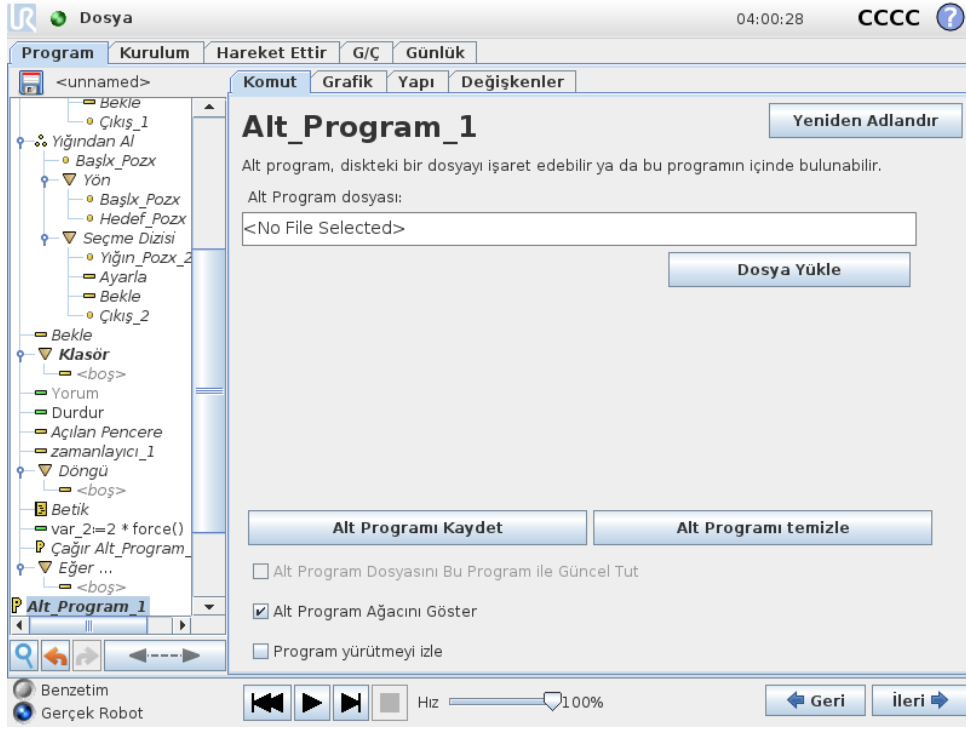 UR Dosya 04:00:28 CCCC ?
Program Kurulum Hareket Ettir G/Ç Günlük
<unnamed>
Komut Grafik Yapı Değişkenler
Bekle
Çıkış_1
Yığından Al
Başlx_Pozx
Yön
Başlx_Pozx
Hedef_Pozx
Seçme Dizisi
Yığın_Pozx_2
Ayarla
Bekle
Çıkış_2
Bekle
Klasör
<boş>
Yorum
Durdur
Açılan Pencere
zamanlayıcı_1
Döngü
<boş>
Betik
var_2:=2 * force()
Çağır Alt_Program_
Eğer ...
<boş>
Alt_Program_1
Alt_Program_1
Yeniden Adlandır
Alt program, diskteki bir dosyayı işaret edebilir ya da bu programın içinde bulunabilir.
Alt Program dosyası:
<No File Selected>
Dosya Yükle
Alt Programı Kaydet Alt Programı temizle
Alt Program Dosyasını Bu Program ile Güncel Tut
Alt Program Ağacını Göster
Program yürütmeyi izle
Benzetim
Gerçek Robot
Hız 100%
Geri İleri